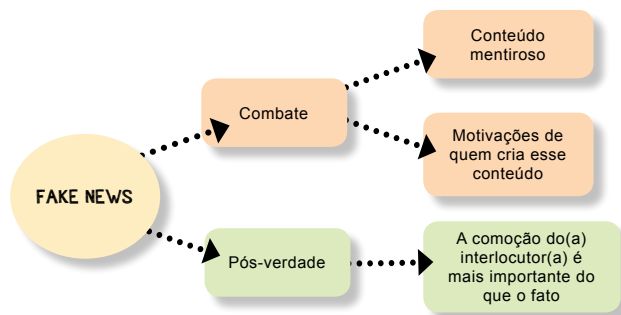 FAKE NEWS
Combate
Conteúdo
mentiroso
Motivações de
quem cria esse
conteúdo
Pós-verdade
A comoção do(a)
interlocutor(a) é
mais importante do
que o fato